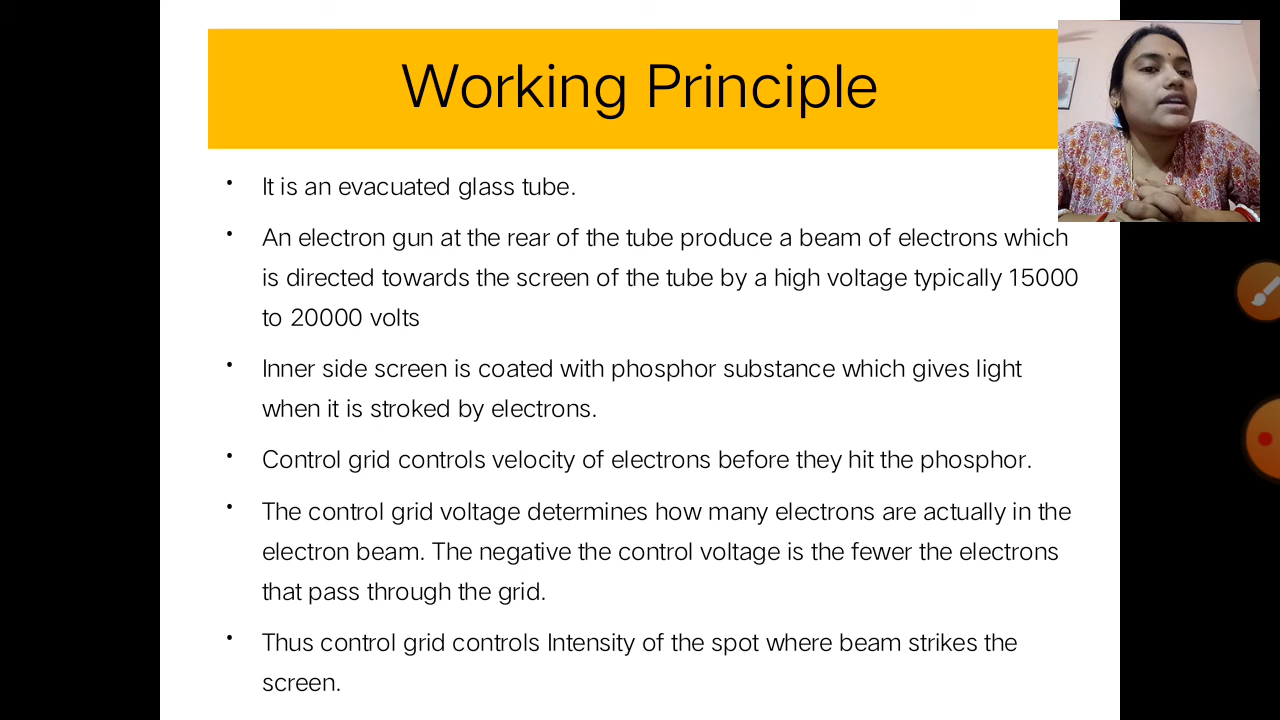 Working Principle
It is an evacuated glass tube.
An electron gun at the rear of the tube produce a beam of electrons which
is directed towards the screen of the tube by a high voltage typically 15000
to 20000 volts
Inner side screen is coated with phosphor substance which gives light
when it is stroked by electrons.
Control grid controls velocity of electrons before they hit the phosphor.
The control grid voltage determines how many electrons are actually in the
electron beam. The negative the control voltage is the fewer the electrons
that pass through the grid.
Thus control grid controls Intensity of the spot where beam strikes the
screen.